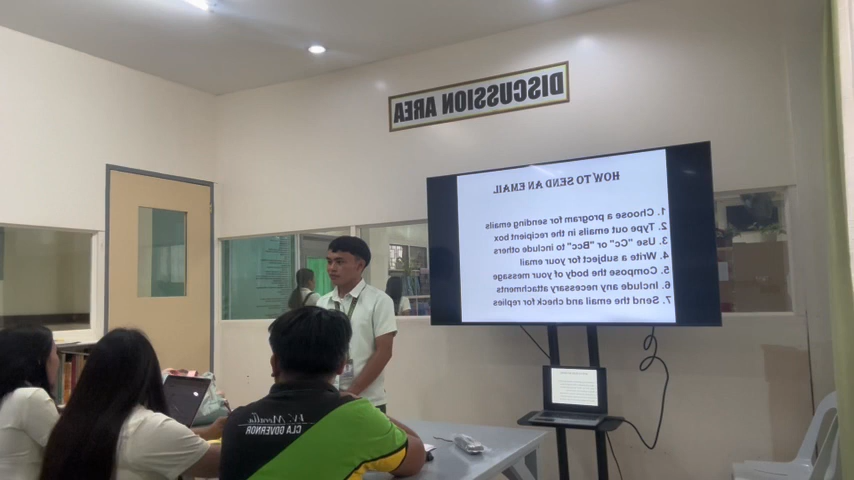 DISCUSSION AREA
HOW TO SEND AN EMAIL
1. Choose a program for sending emails
2. Type out emails in the recipient box
3. Use "Cc" or "Bcc" to include others
4. Write a subject for your email
5. Compose the body of your message
6. Include any necessary attachments
7. Send the email and check for replies
CLA GOVERNOR